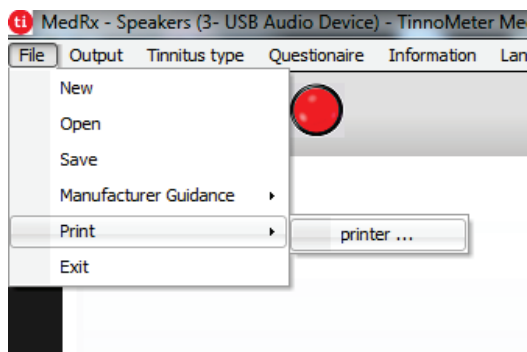 ti MedRx - Speakers (3- USB Audio Device) - TinnoMeter Me
File Output Tinnitus type Questionaire Information Lan
New
Open
Save
Manufacturer Guidance
Print printer ...
Exit